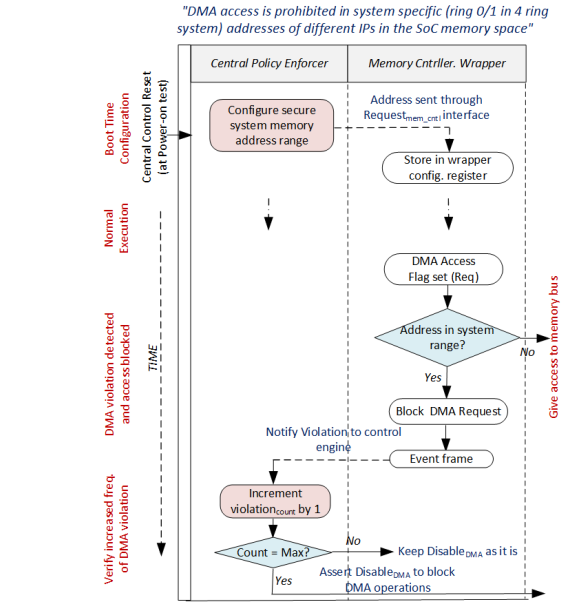 "DMA access is prohibited in system specific (ring 0/1 in 4 ring
system) addresses of different IPs in the SoC memory space"
Central Policy Enforcer
Memory Cntrller. Wrapper
Boot Time
Configuration
Central Control Reset
(at Power-on test)
Configure secure
system memory
address range
Address sent through
Requestmem_cntl interface
Store in wrapper
config. register
Normal
Execution
DMA Access
Flag set (Req)
Address in system
range?
No
Give access to memory bus
Yes
TIME
DMA violation detected
and access blocked
Block DMA Request
Notify Violation to control
engine
Event frame
Verify increased freq.
of DMA violation
Increment
violationcount by 1
Count = Max?
No
Keep DisableDMA as it is
Yes
Assert DisableDMA to block
DMA operations